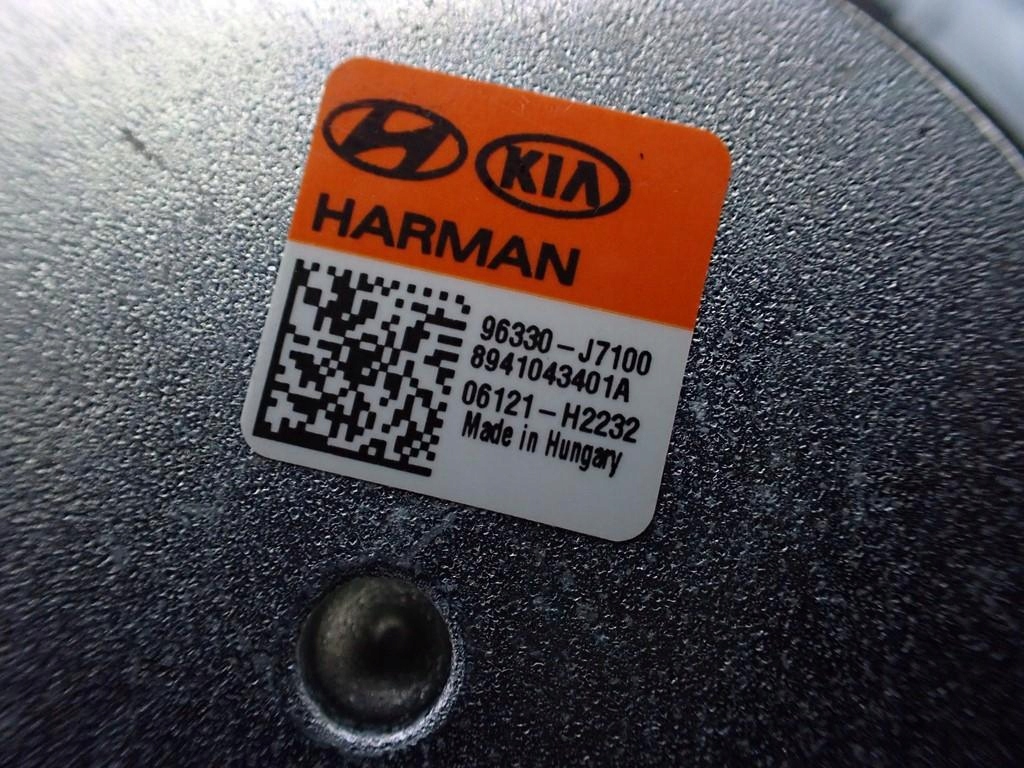 KIA
HARMAN
96330-J7100
8941043401A
06121-H2232
Made in Hungary